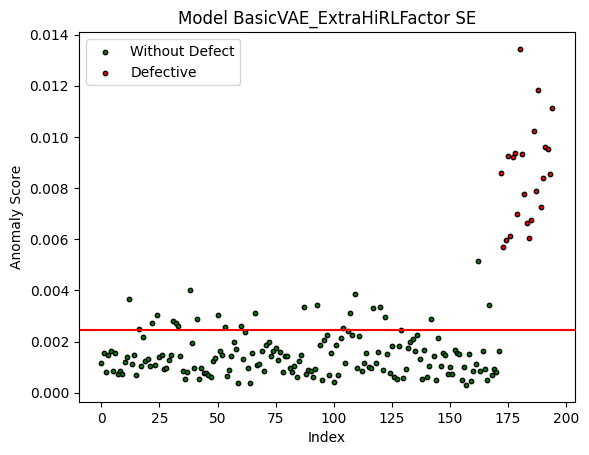 Model BasicVAE_ExtraHiRLFactor SE
Without Defect
Defective
Anomaly Score
0.014
0.012
0.010
0.008
0.006
0.004
0.002
0.000
0 25 50 75 100 125 150 175 200
Index